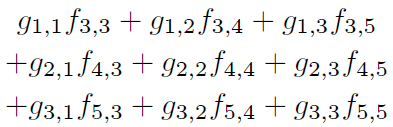 g_{1,1}f_{3,3} + g_{1,2}f_{3,4} + g_{1,3}f_{3,5}
+g_{2,1}f_{4,3} + g_{2,2}f_{4,4} + g_{2,3}f_{4,5}
+g_{3,1}f_{5,3} + g_{3,2}f_{5,4} + g_{3,3}f_{5,5}